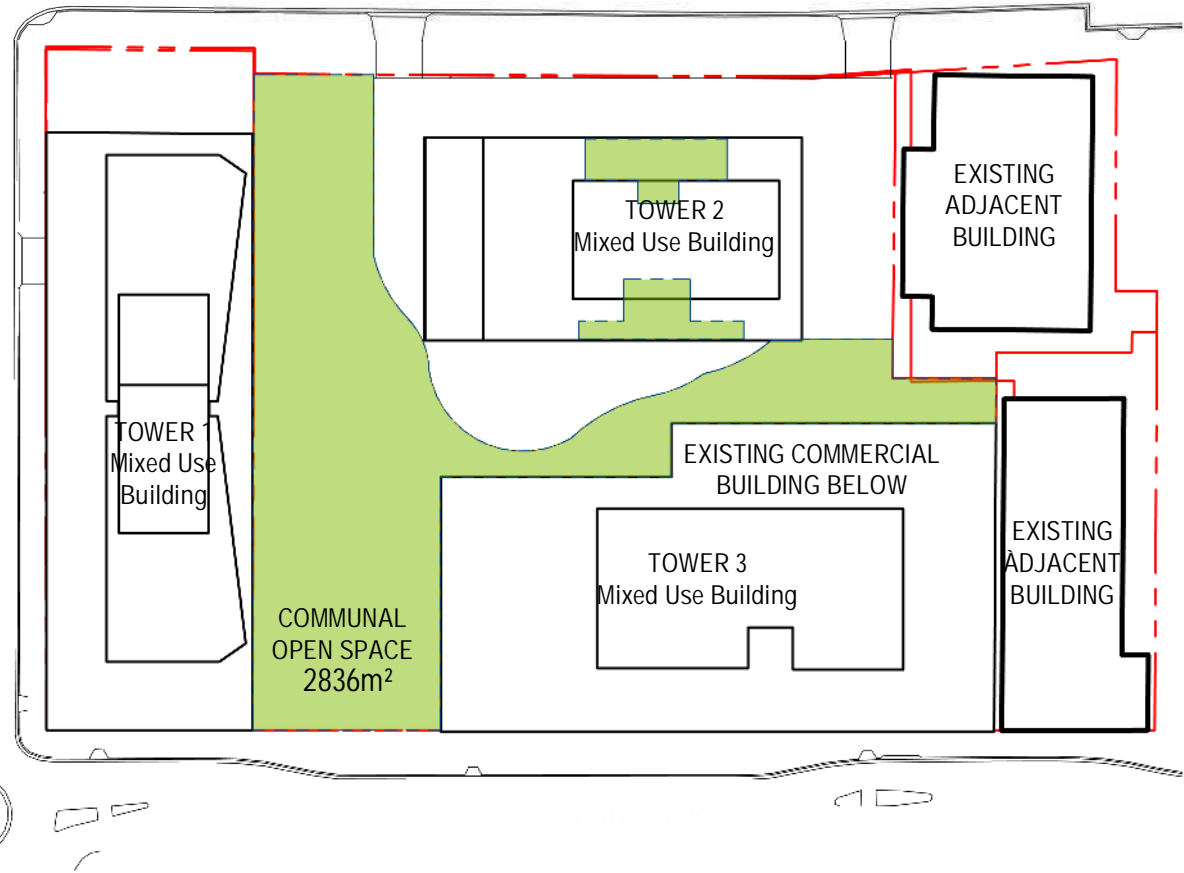 EXISTING
ADJACENT
BUILDING
TOWER 2
Mixed Use Building
TOWER 1
Mixed Use
Building
EXISTING COMMERCIAL
BUILDING BELOW
TOWER 3
Mixed Use Building
EXISTING
ÀDJACENT
BUILDING
COMMUNAL
OPEN SPACE
2836m²